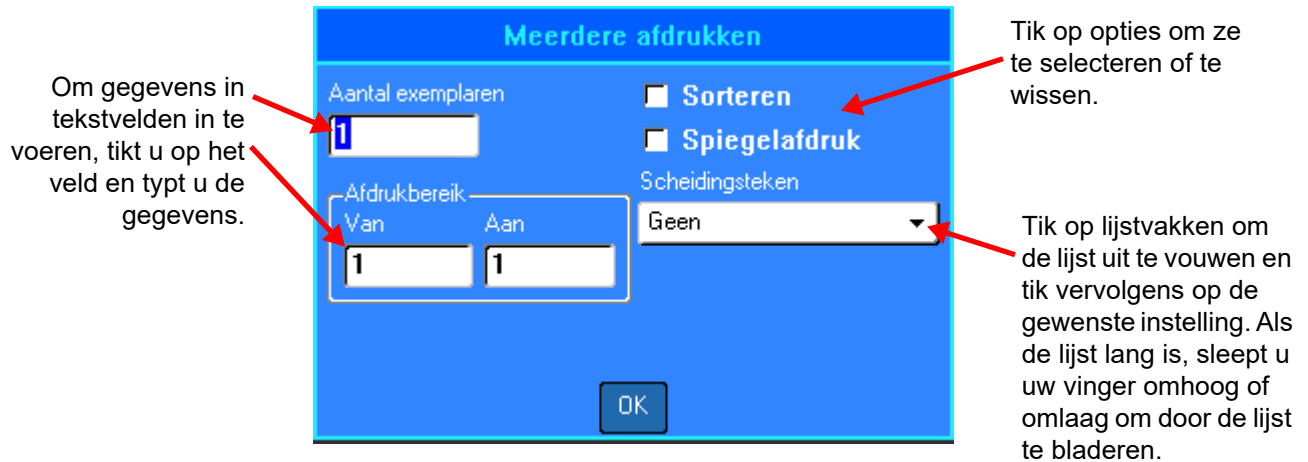 Om gegevens in
tekstvelden in te
voeren, tikt u op het
veld en typt u de
gegevens.
Meerdere afdrukken
Aantal exemplaren
1
Afdrukbereik
Van Aan
1 1
Sorteren
Spiegelafdruk
Scheidingsteken
Geen
OK
Tik op opties om ze
te selecteren of te
wissen.
Tik op lijstvakken om
de lijst uit te vouwen en
tik vervolgens op de
gewenste instelling. Als
de lijst lang is, sleept u
uw vinger omhoog of
omlaag om door de lijst
te bladeren.